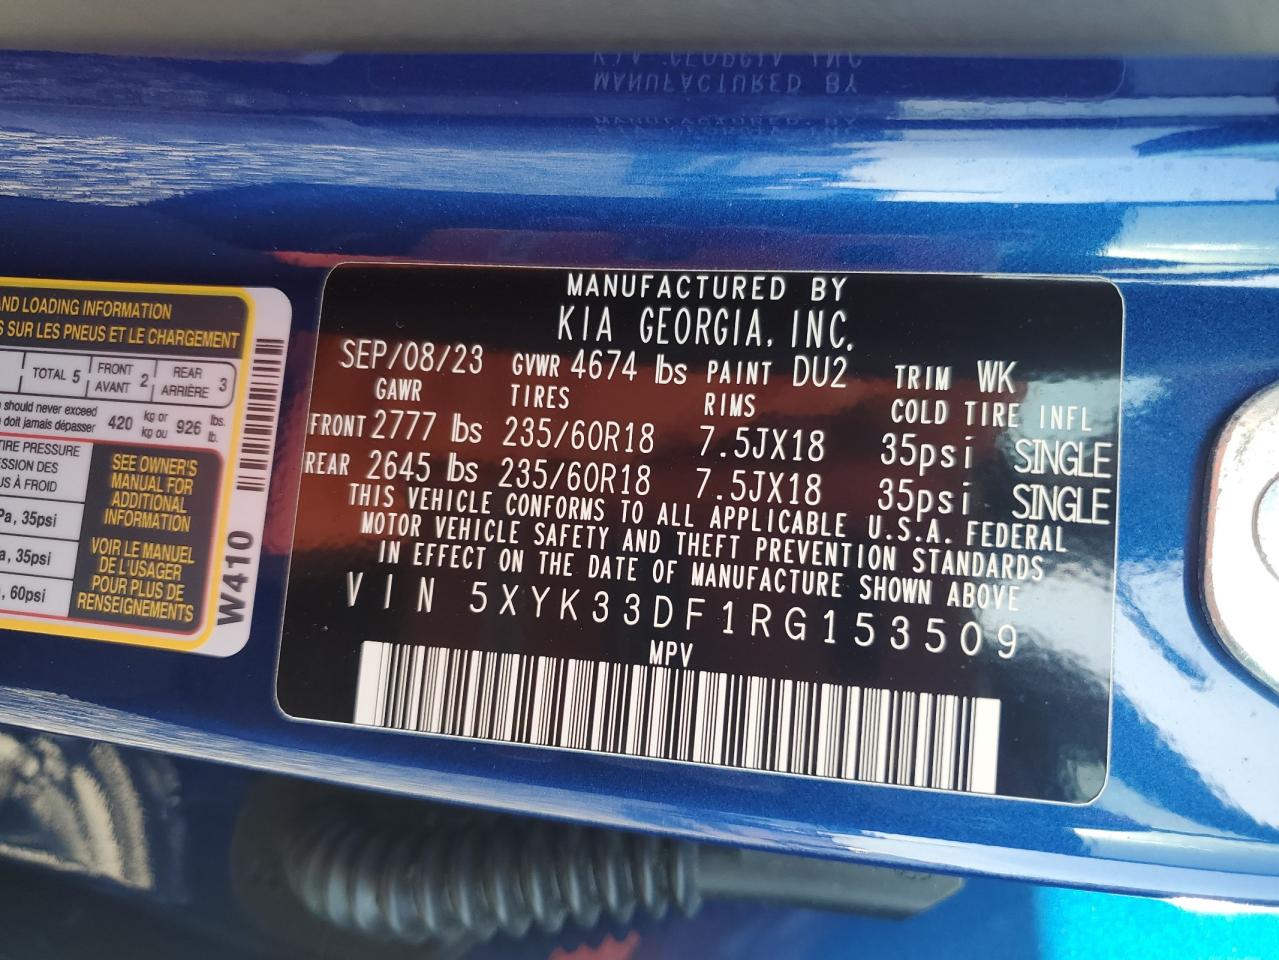 AND LOADING INFORMATION
SUR LES PNEUS ET LE CHARGEMENT
TOTAL 5 FRONT AVANT 2 REAR ARRIÈRE 3
should never exceed
doit jamais dépasser 420 kg or kg ou 926 lbs. lb.
TIRE PRESSURE
DES
À FROID
35psi
35psi
60psi
SEE OWNER'S
MANUAL FOR
ADDITIONAL
INFORMATION
VOIR LE MANUEL
DE L'USAGER
POUR PLUS DE
RENSEIGNEMENTS
W410
MANUFACTURED BY
KIA GEORGIA, INC.
SEP/08/23 GVWR 4674 lbs PAINT DU2 TRIM WK
GAWR TIRES RIMS COLD TIRE INFL
FRONT 2777 lbs 235/60R18 7.5JX18 35psi SINGLE
REAR 2645 lbs 235/60R18 7.5JX18 35psi SINGLE
THIS VEHICLE CONFORMS TO ALL APPLICABLE U.S.A. FEDERAL
MOTOR VEHICLE SAFETY AND THEFT PREVENTION STANDARDS
IN EFFECT ON THE DATE OF MANUFACTURE SHOWN ABOVE
VIN 5XYK33DF1RG153509
MPV